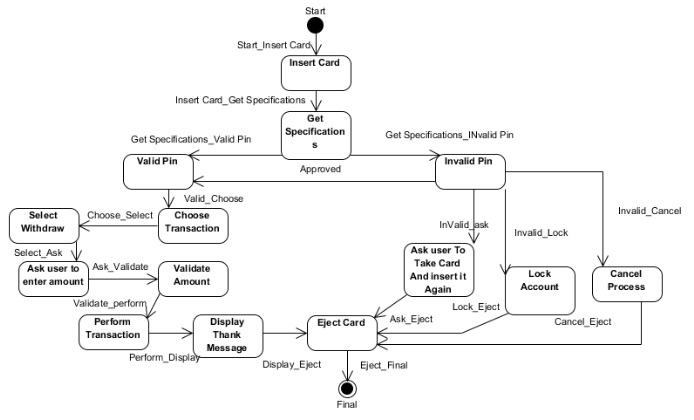 Start
Start_Insert Card
Insert Card
Insert Card_Get Specifications
Get
Specification
s
Get Specifications_Valid Pin
Get Specifications_INvalid Pin
Valid Pin
Approved
Invalid Pin
Valid_Choose
Select
Withdraw
Choose_Select
Choose
Transaction
InValid_ask
Invalid_Lock
Invalid_Cancel
Select_Ask
Ask user to
enter amount
Ask_Validate
Validate
Amount
Ask user To
Take Card
And insert it
Again
Lock
Account
Cancel
Process
Validate_perform
Perform
Transaction
Display
Thank
Message
Eject Card
Ask_Eject
Lock_Eject
Cancel_Eject
Perform_Display
Display_Eject
Eject_Final
Final